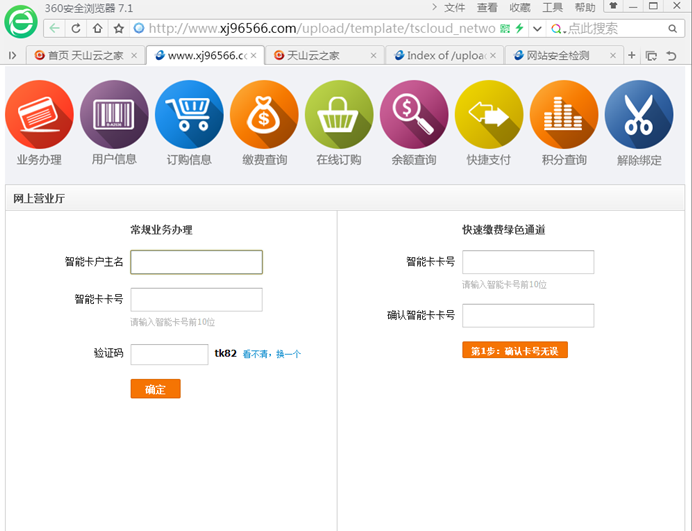 360安全浏览器 7.1
文件 查看 收藏 工具 帮助
http://www.xj96566.com/upload/template/tscloud_netwo
点此搜索
首页 天山云之家
www.xj96566.co
天山云之家
Index of /upload
网站安全检测
业务办理 用户信息 订购信息 缴费查询 在线订购 余额查询 快捷支付 积分查询 解除绑定
网上营业厅
常规业务办理
智能卡户主名
智能卡卡号
请输入智能卡号前10位
验证码 tk82 看不清，换一个
确定
快速缴费绿色通道
智能卡卡号
请输入智能卡号前10位
确认智能卡卡号
第1步：确认卡号无误